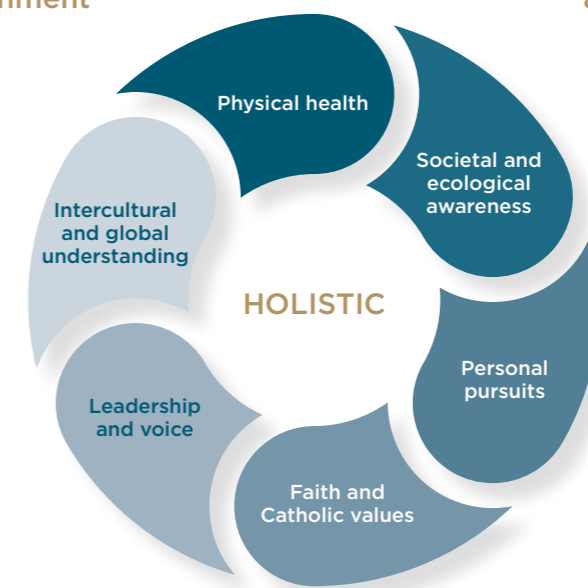 Physical health
Societal and
ecological
awareness
Intercultural
and global
understanding
HOLISTIC
Personal
pursuits
Leadership
and voice
Faith and
Catholic values